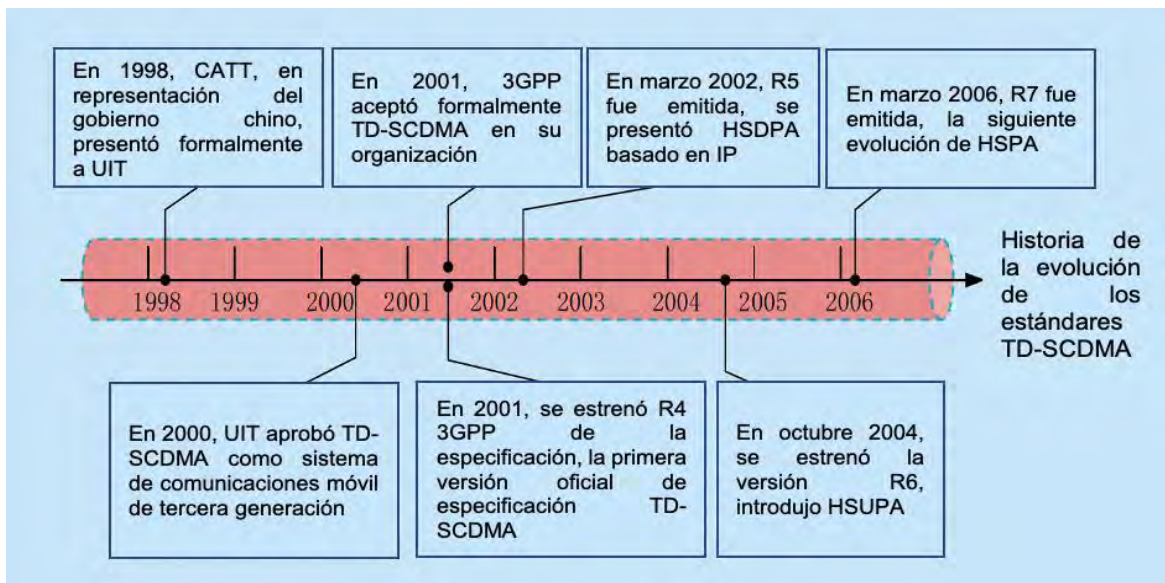 En 1998, CATT, en
representación del
gobierno chino,
presentó formalmente
a UIT
En 2001, 3GPP
aceptó formalmente
TD-SCDMA en su
organización
En marzo 2002, R5
fue emitida, se
presentó HSDPA
basado en IP
En marzo 2006, R7 fue
emitida, la siguiente
evolución de HSPA
1998 1999 2000 2001 2002 2003 2004 2005 2006
Historia de
la evolución
de los
estándares
TD-SCDMA
En 2000, UIT aprobó TD-
SCDMA como sistema
de comunicaciones móvil
de tercera generación
En 2001, se estrenó R4
3GPP de la
especificación, la primera
versión oficial de
especificación TD-
SCDMA
En octubre 2004,
se estrenó la
versión R6,
introdujo HSUPA